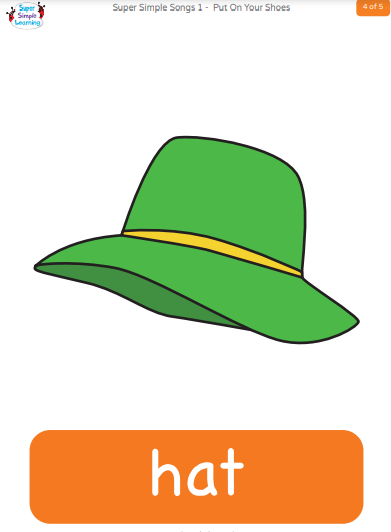 Super
Simple
Learning
Super Simple Songs 1 - Put On Your Shoes
4 of 5
hat